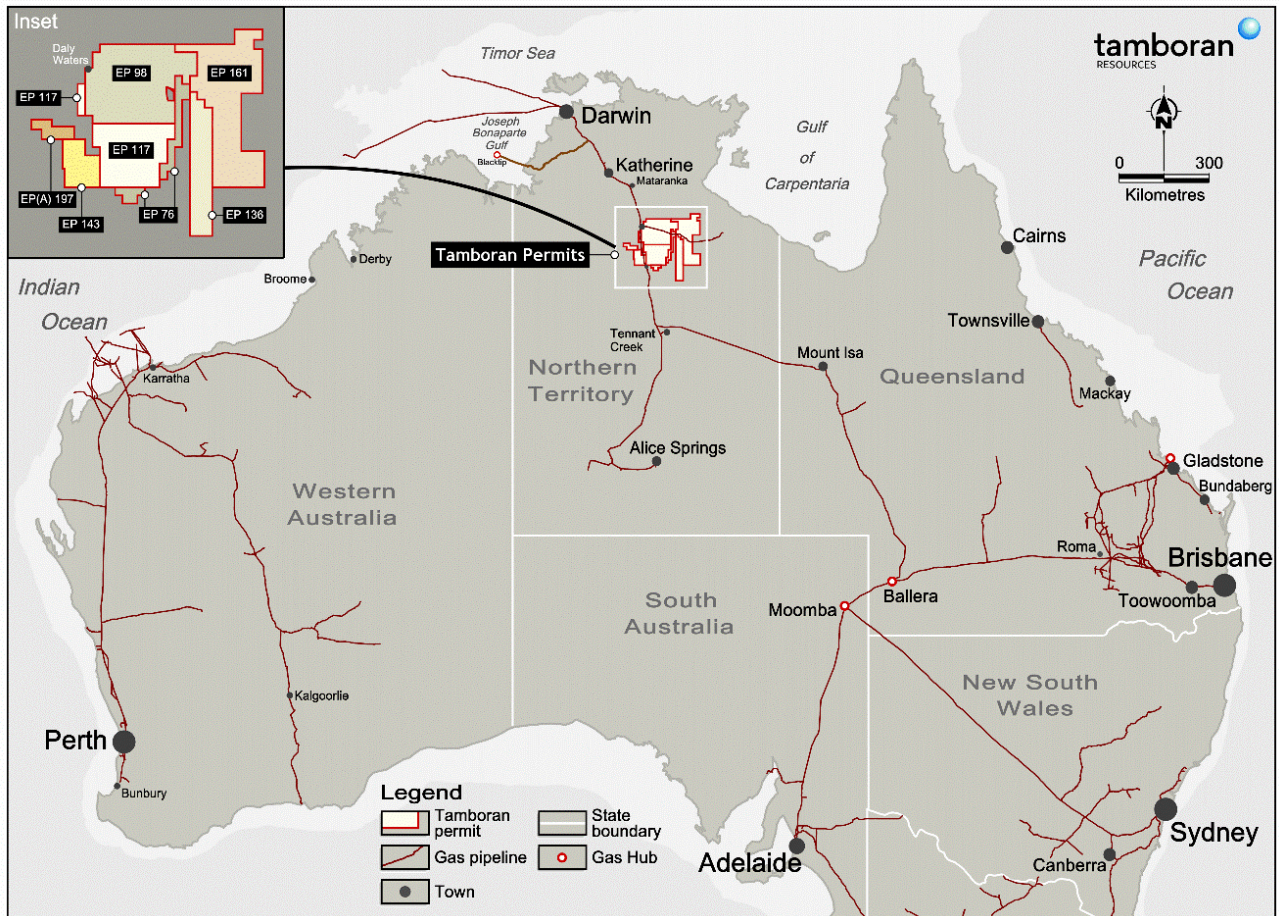 Inset
Daly
Waters
EP 98
EP 161
EP 117
EP 117
EP(A) 197
EP 143
EP 76
EP 136
Timor Sea
tamboran
RESOURCES
N
0 300
Kilometres
Darwin
Joseph
Bonaparte
Gulf
Blacktip
Gulf
of
Carpentaria
Katherine
Mataranka
Tamboran Permits
Cairns
Pacific
Ocean
Derby
Broome
Indian
Ocean
Townsville
Tennant
Creek
Mount Isa
Karratha
Northern
Territory
Queensland
Mackay
Alice Springs
Gladstone
Bundaberg
Western
Australia
Roma
Brisbane
Toowoomba
Ballera
Moomba
South
Australia
New South
Wales
Kalgoorlie
Perth
Bunbury
Legend
Tamboran
permit
State
boundary
Gas pipeline
Gas Hub
Town
Adelaide
Sydney
Canberra